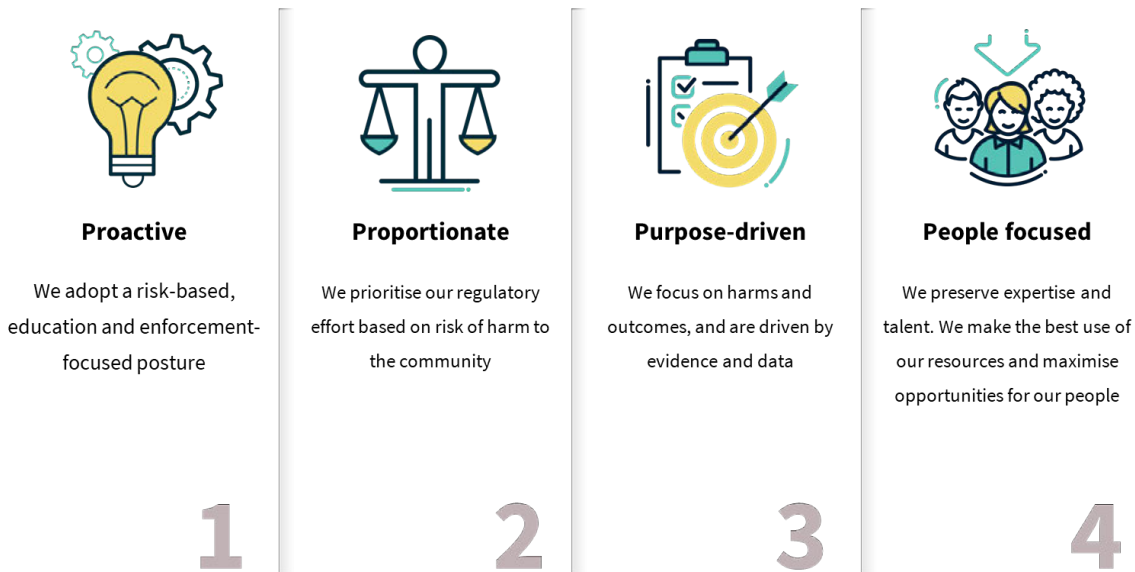 Proactive
We adopt a risk-based,
education and enforcement-
focused posture
1
Proportionate
We prioritise our regulatory
effort based on risk of harm to
the community
2
Purpose-driven
We focus on harms and
outcomes, and are driven by
evidence and data
3
People focused
We preserve expertise and
talent. We make the best use of
our resources and maximise
opportunities for our people
4